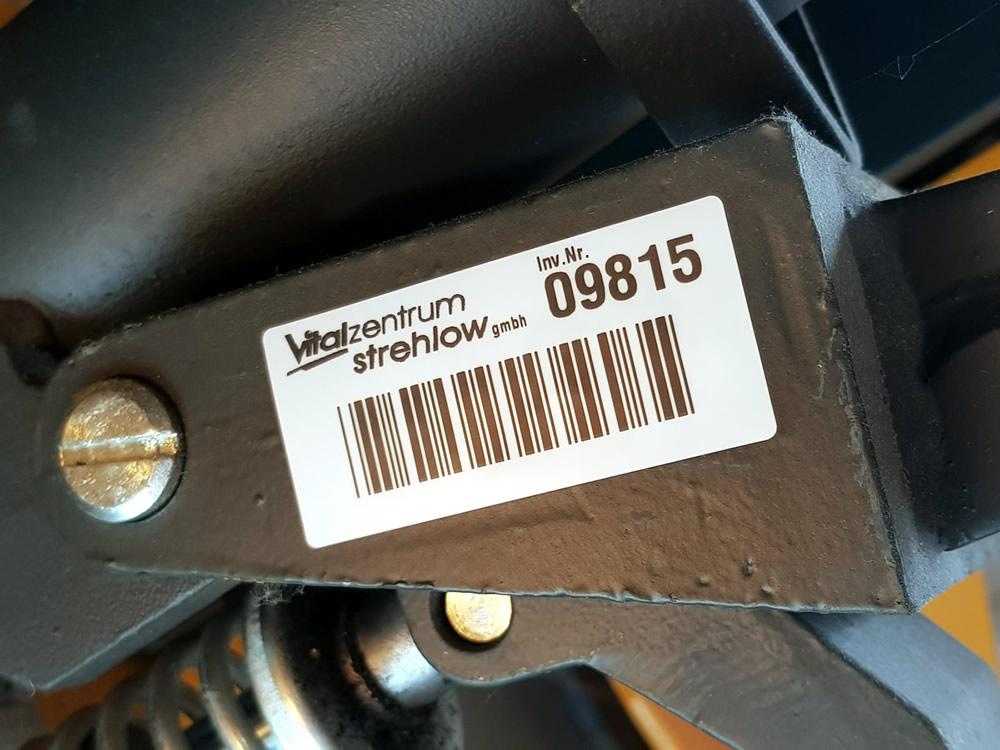 Vitalzentrum
strehlow gmbh
Inv.Nr.
09815